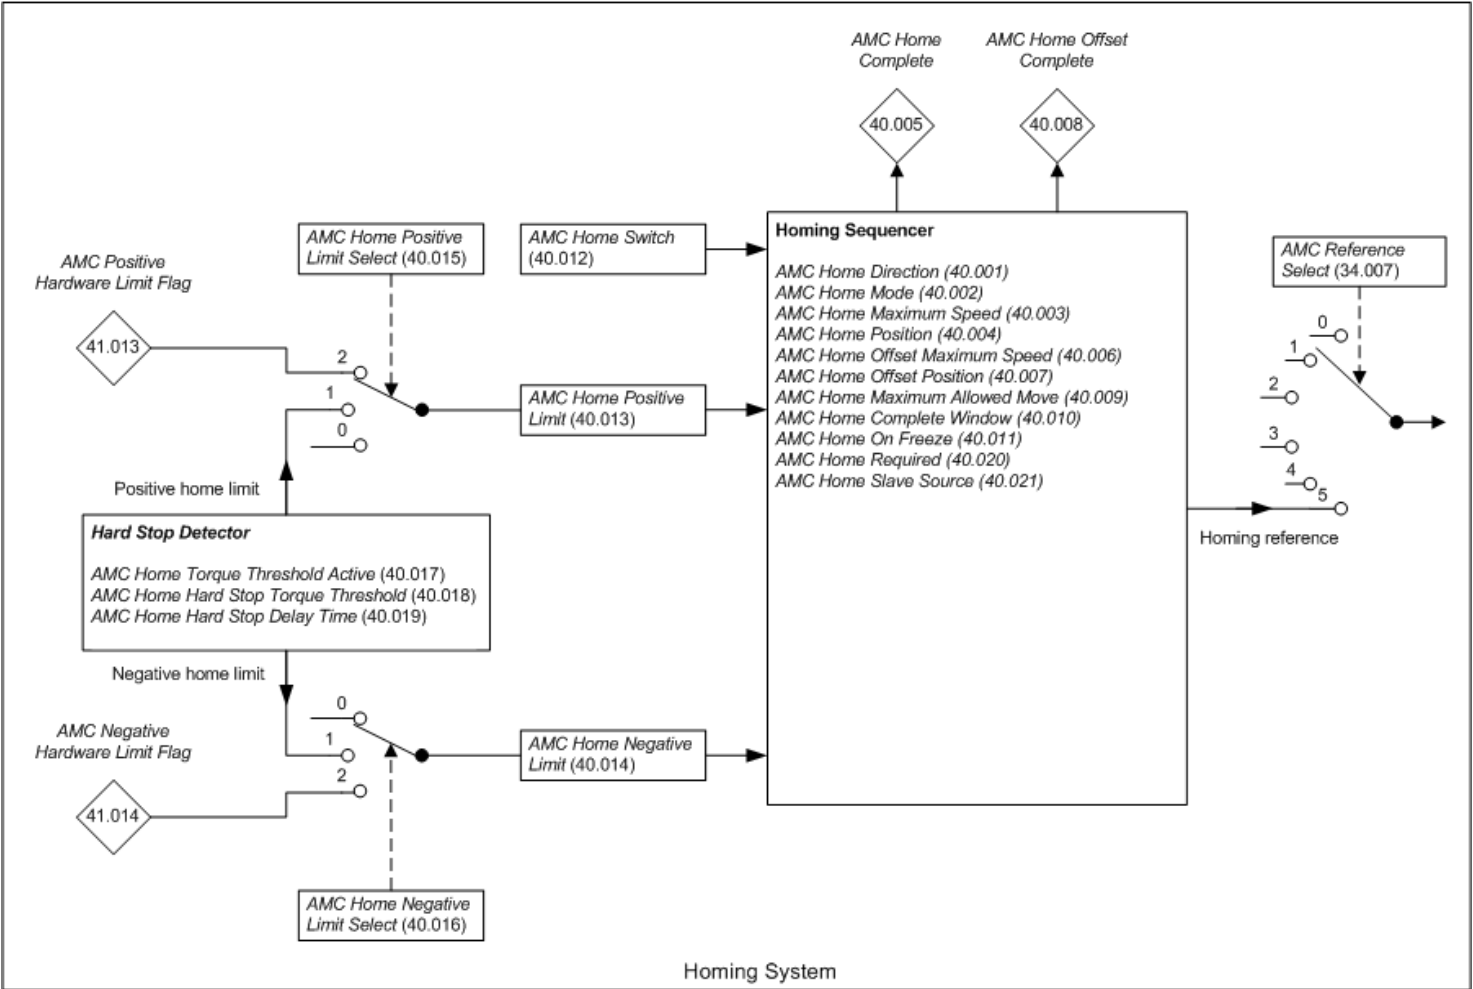 AMC Home
Complete
AMC Home Offset
Complete
40.005
40.008
AMC Positive
Hardware Limit Flag
41.013
AMC Home Positive
Limit Select (40.015)
2
1
0
AMC Home Switch
(40.012)
AMC Home Positive
Limit (40.013)
Positive home limit
Hard Stop Detector
AMC Home Torque Threshold Active (40.017)
AMC Home Hard Stop Torque Threshold (40.018)
AMC Home Hard Stop Delay Time (40.019)
Negative home limit
AMC Negative
Hardware Limit Flag
41.014
0
1
2
AMC Home Negative
Limit (40.014)
AMC Home Negative
Limit Select (40.016)
Homing Sequencer
AMC Home Direction (40.001)
AMC Home Mode (40.002)
AMC Home Maximum Speed (40.003)
AMC Home Position (40.004)
AMC Home Offset Maximum Speed (40.006)
AMC Home Offset Position (40.007)
AMC Home Maximum Allowed Move (40.009)
AMC Home Complete Window (40.010)
AMC Home On Freeze (40.011)
AMC Home Required (40.020)
AMC Home Slave Source (40.021)
AMC Reference
Select (34.007)
0
1
2
3
4
5
Homing reference
Homing System